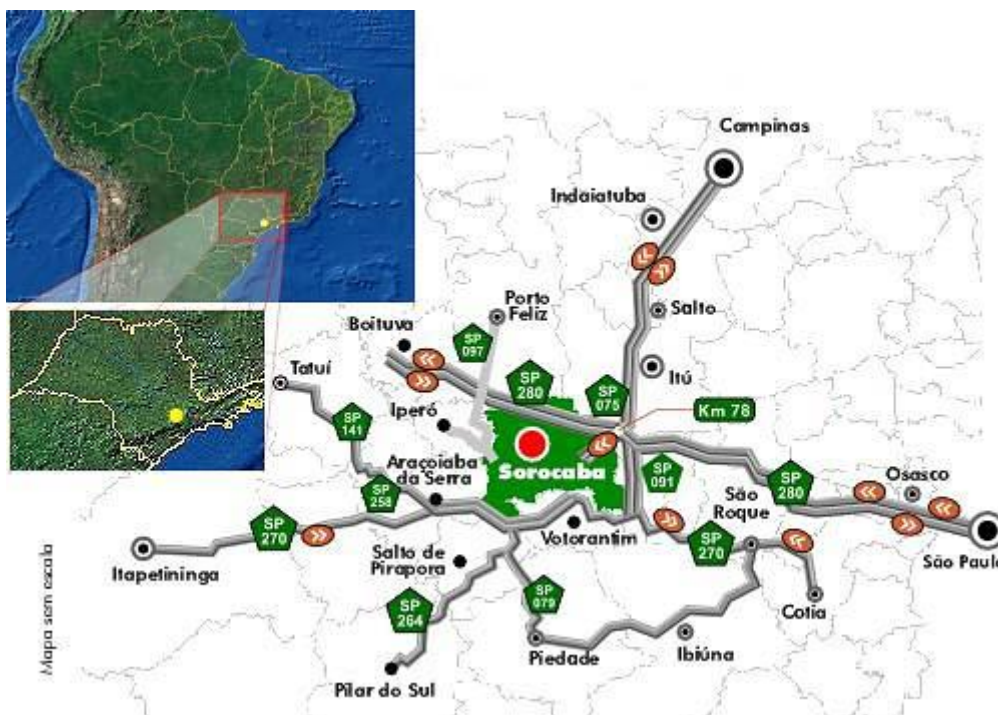 Campinas
Indaiatuba
Porto
Feliz
Salto
Boituva
SP
097
Tatuí
SP
280
SP
075
Itú
Km 78
Iperó
SP
141
Sorocaba
Araçoiaba
da Serra
SP
091
SP
280
Osasco
São
Roque
SP
258
SP
270
Votorantim
SP
270
São Paulo
Itapetininga
Salto de
Pirapora
SP
264
SP
079
Cotia
Piedade
Ibiúna
Pilar do Sul
Mapa sem escala